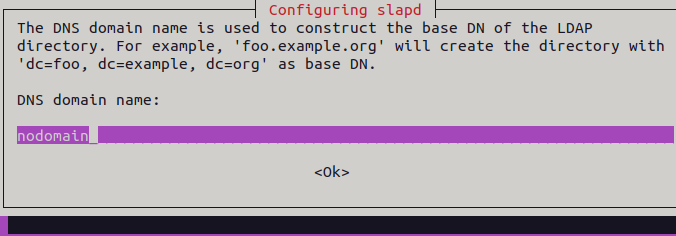 Configuring slapd
The DNS domain name is used to construct the base DN of the LDAP
directory. For example, 'foo.example.org' will create the directory with
'dc=foo, dc=example, dc=org' as base DN.
DNS domain name:
nodomain
<Ok>